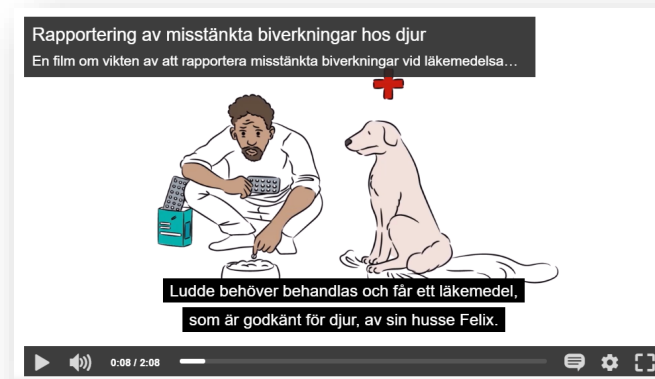 Rapportering av misstänkta biverkningar hos djur
En film om vikten av att rapportera misstänkta biverkningar vid läkemedelsa…
Ludde behöver behandlas och får ett läkemedel,
som är godkänt för djur, av sin husse Felix.
0:08 / 2:08